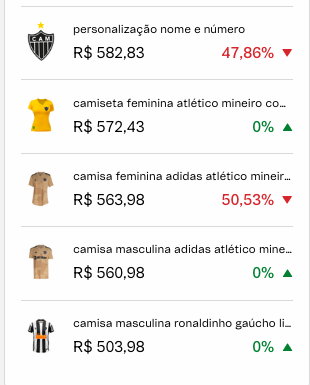 CAM
personalização nome e número
R$ 582,83 47,86%
camiseta feminina atlético mineiro co...
R$ 572,43 0%
camisa feminina adidas atlético mineir...
R$ 563,98 50,53%
camisa masculina adidas atlético mine...
R$ 560,98 0%
camisa masculina ronaldinho gaúcho li...
R$ 503,98 0%